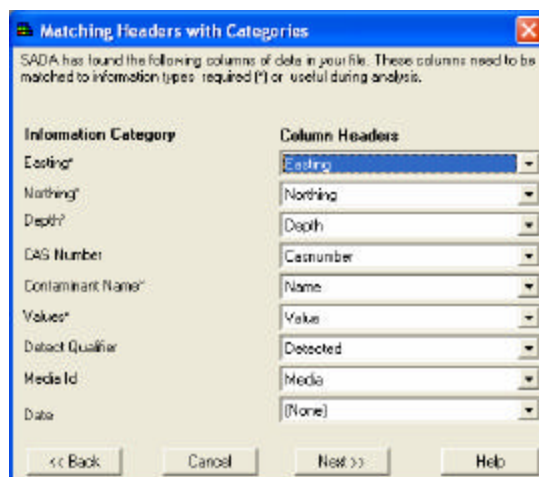 Matching Headers with Categories
SADA has found the following columns of data in your file. These columns need to be
matched to information types required (*) or useful during analysis.
Information Category Column Headers
Easting* Easting
Northing* Northing
Depth* Depth
CAS Number Casnumber
Contaminant Name* Name
Values* Value
Detect Qualifier Detected
Media Id Media
Date (None)
<< Back Cancel Next >> Help